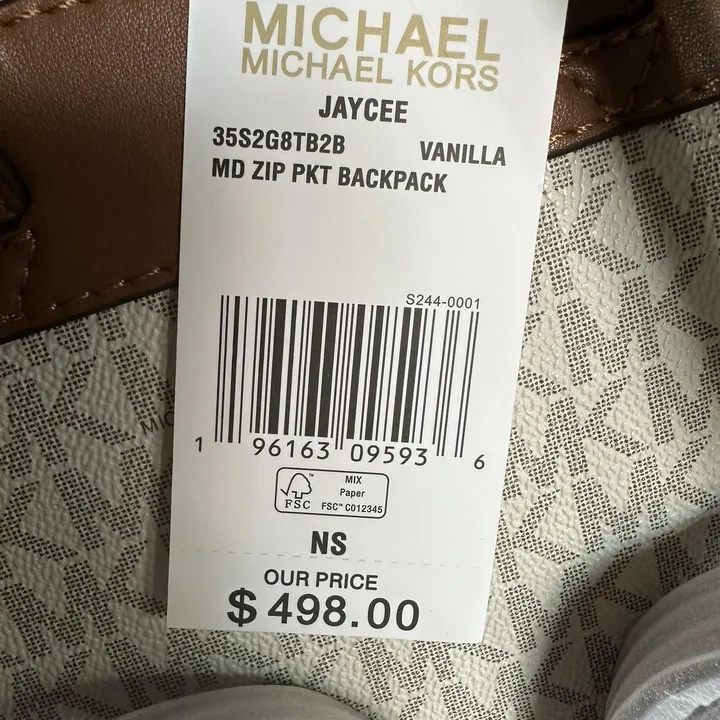 MICHAEL
MICHAEL KORS
JAYCEE
35S2G8TB2B VANILLA
MD ZIP PKT BACKPACK
S244-0001
1 96163 09593 6
FSC™
MIX
Paper
FSC™ C012345
NS
OUR PRICE
$ 498.00